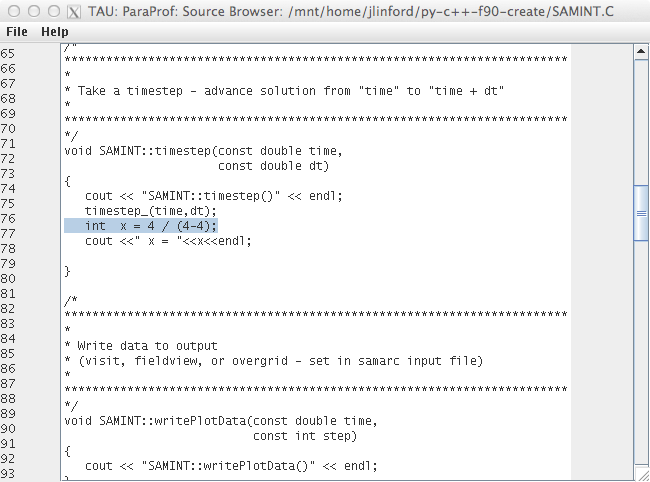 TAU: ParaProf: Source Browser: /mnt/home/jlinford/py-c++-f90-create/SAMINT.C
File Help
65 /*
66 ************************************************************************
67 *
68 * Take a timestep - advance solution from "time" to "time + dt"
69 *
70 ************************************************************************
71 */
72 void SAMINT::timestep(const double time,
73                       const double dt)
74 {
75    cout << "SAMINT::timestep()" << endl;
76    timestep_(time,dt);
77    int  x = 4 / (4-4);
78    cout <<" x = "<<x<<endl;
79
80 }
81
82 /*
83 ************************************************************************
84 *
85 * Write data to output
86 * (visit, fieldview, or overgrid - set in samarc input file)
87 *
88 ************************************************************************
89 */
90 void SAMINT::writePlotData(const double time,
91                            const int step)
92 {
93    cout << "SAMINT::writePlotData()" << endl;
}